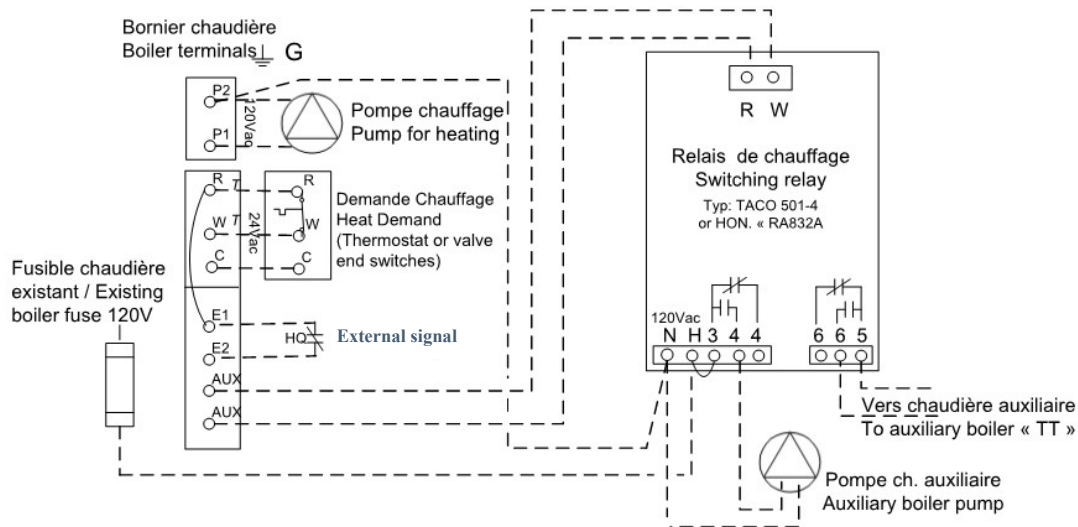 Bornier chaudière
Boiler terminals
G
P2
P1
120Vac
Pompe chauffage
Pump for heating
R T
W T
C
24Vac
R
W
C
Demande Chauffage
Heat Demand
(Thermostat or valve
end switches)
Fusible chaudière
existant / Existing
boiler fuse 120V
E1
E2
AUX
AUX
HQ
External signal
R W
Relais de chauffage
Switching relay
Typ: TACO 501-4
or HON. « RA832A
120Vac
N H 3 4 4
6 6 5
Vers chaudière auxiliaire
To auxiliary boiler « TT »
Pompe ch. auxiliaire
Auxiliary boiler pump